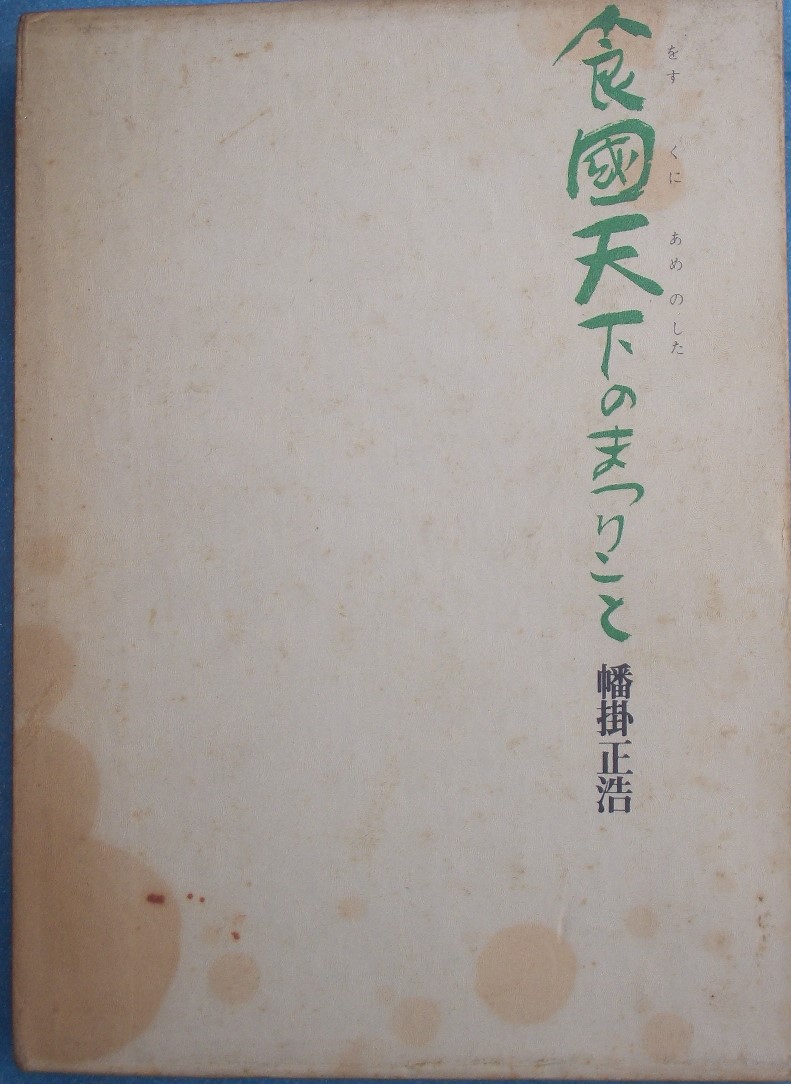 をす くに あめ のした
食國天下のまつりこと
幡掛正浩